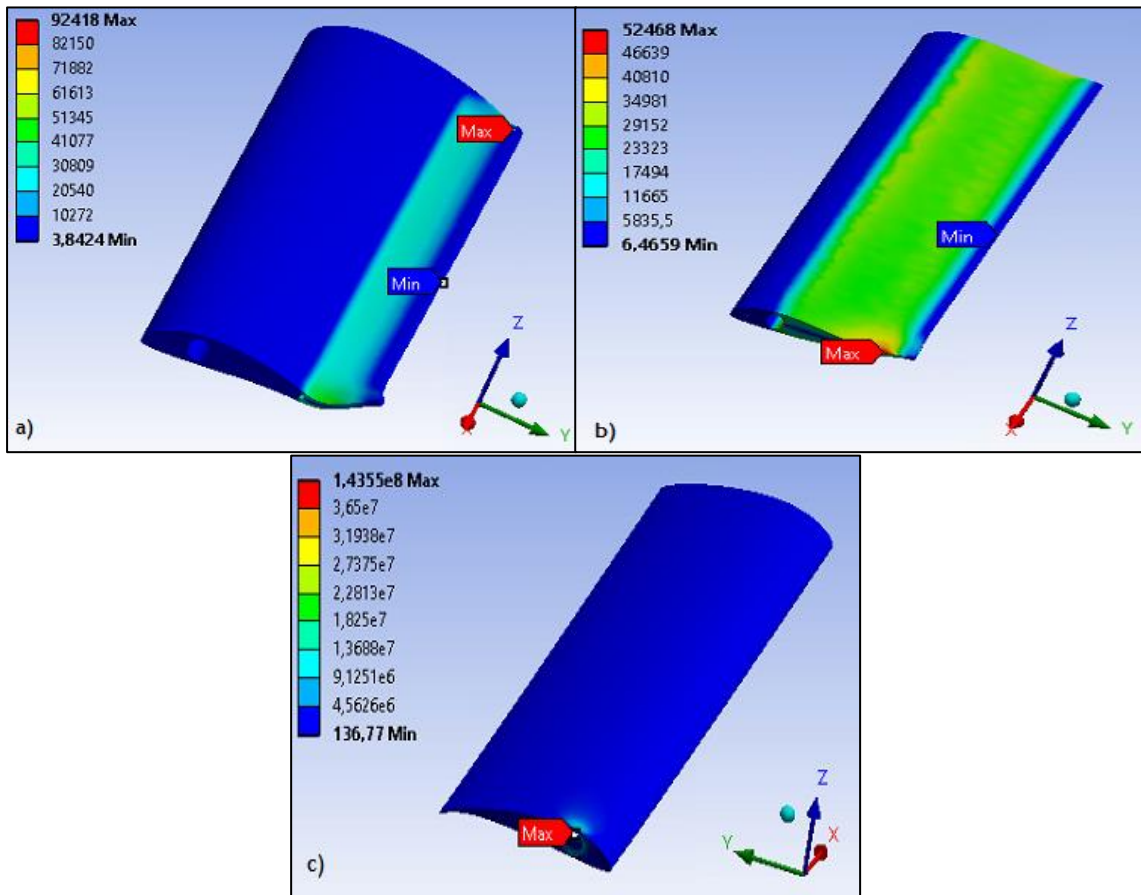 92418 Max
82150
71882
61613
51345
41077
30809
20540
10272
3,8424 Min
Max
Min
Z
X
Y
a)
52468 Max
46639
40810
34981
29152
23323
17494
11665
5835,5
6,4659 Min
Min
Max
Z
X
Y
b)
1,4355e8 Max
3,65e7
3,1938e7
2,7375e7
2,2813e7
1,825e7
1,3688e7
9,1251e6
4,5626e6
136,77 Min
Max
Z
X
Y
c)